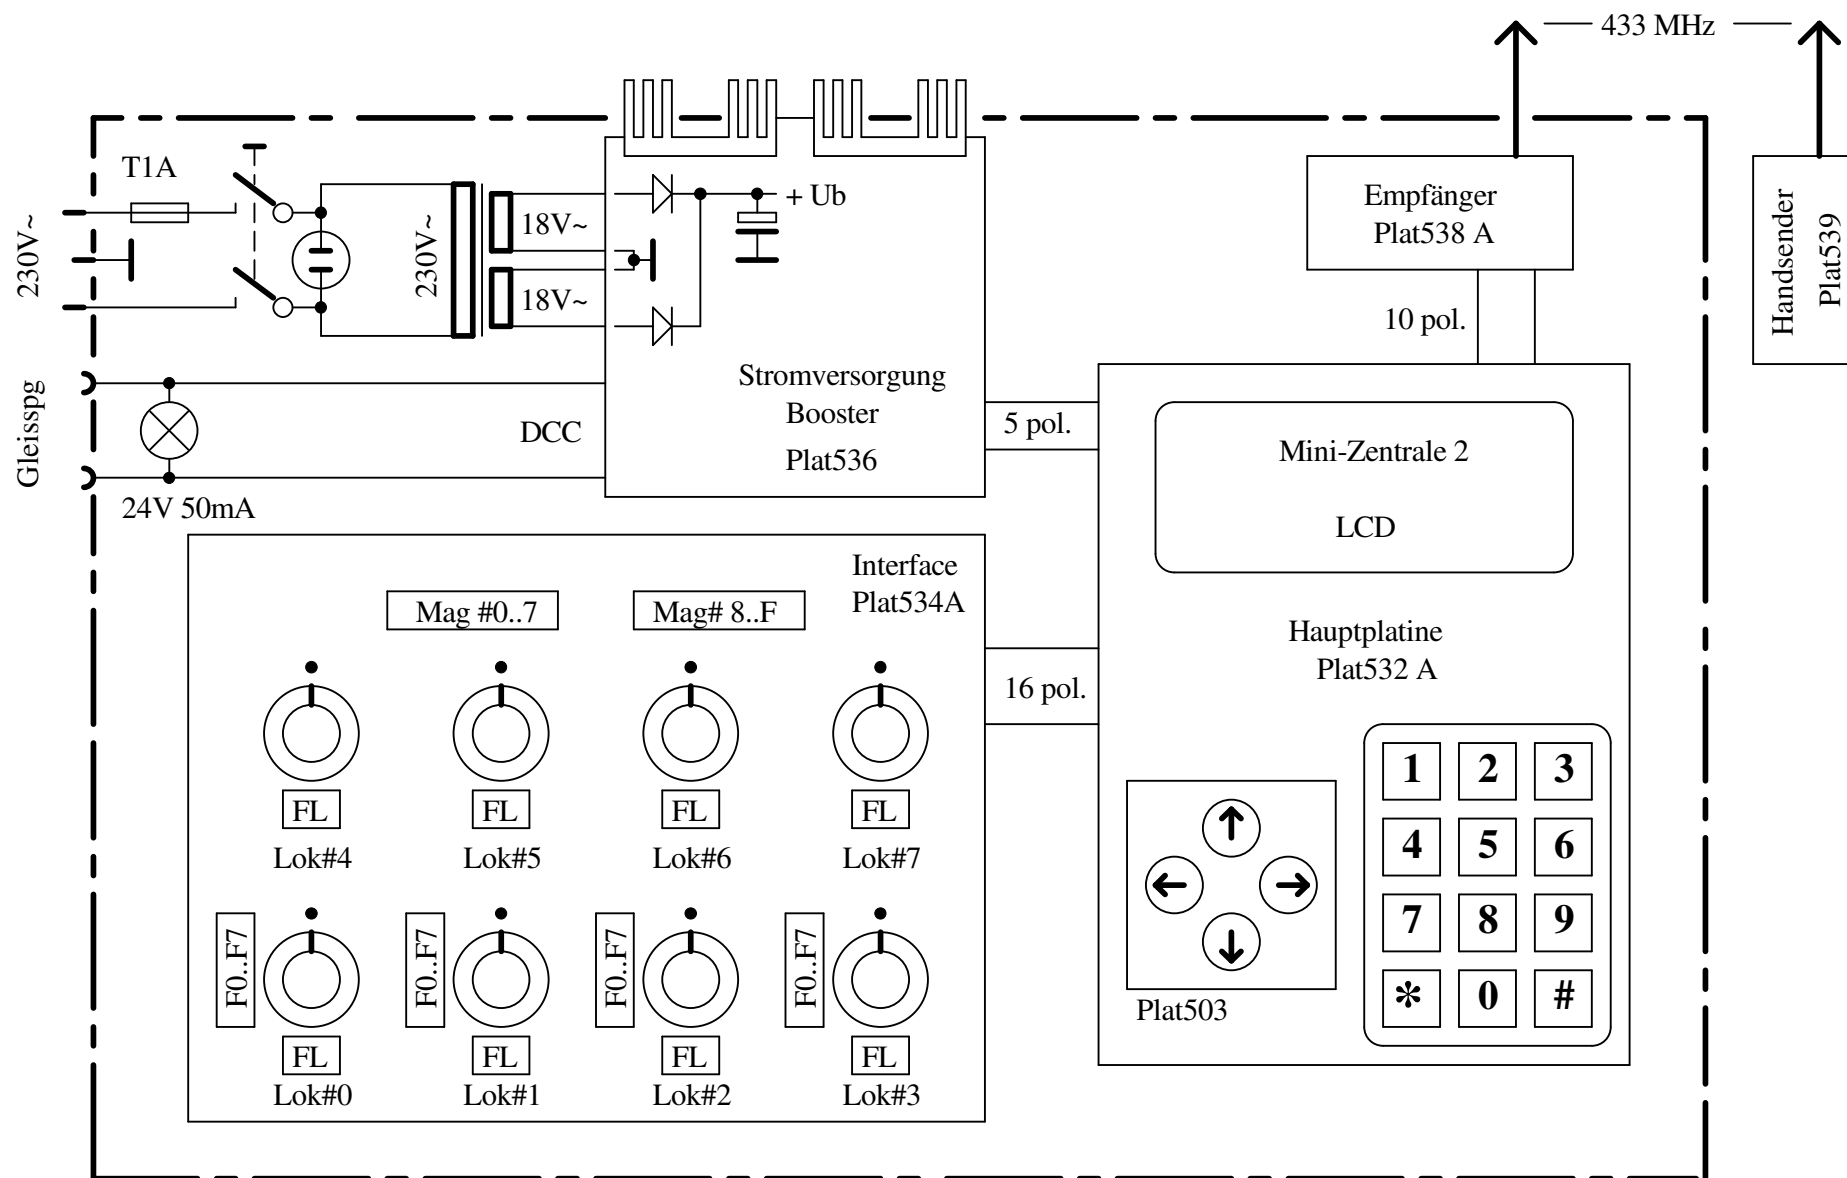 433 MHz
T1A
230V~
230V~
18V~
18V~
+ Ub
Empfänger
Plat538 A
Handsender
Plat539
10 pol.
Gleisspg
24V 50mA
DCC
Stromversorgung
Booster
Plat536
5 pol.
Mini-Zentrale 2
LCD
Interface
Plat534A
Mag #0..7
Mag# 8..F
16 pol.
Hauptplatine
Plat532 A
FL
FL
FL
FL
Lok#4
Lok#5
Lok#6
Lok#7
F0..F7
F0..F7
F0..F7
F0..F7
FL
FL
FL
FL
Lok#0
Lok#1
Lok#2
Lok#3
Plat503
1 2 3
4 5 6
7 8 9
* 0 #